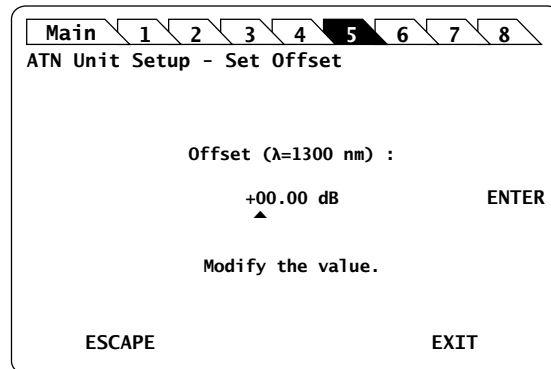 Main 1 2 3 4 5 6 7 8
ATN Unit Setup - Set Offset
Offset (λ=1300 nm) :
+00.00 dB ENTER
Modify the value.
ESCAPE EXIT